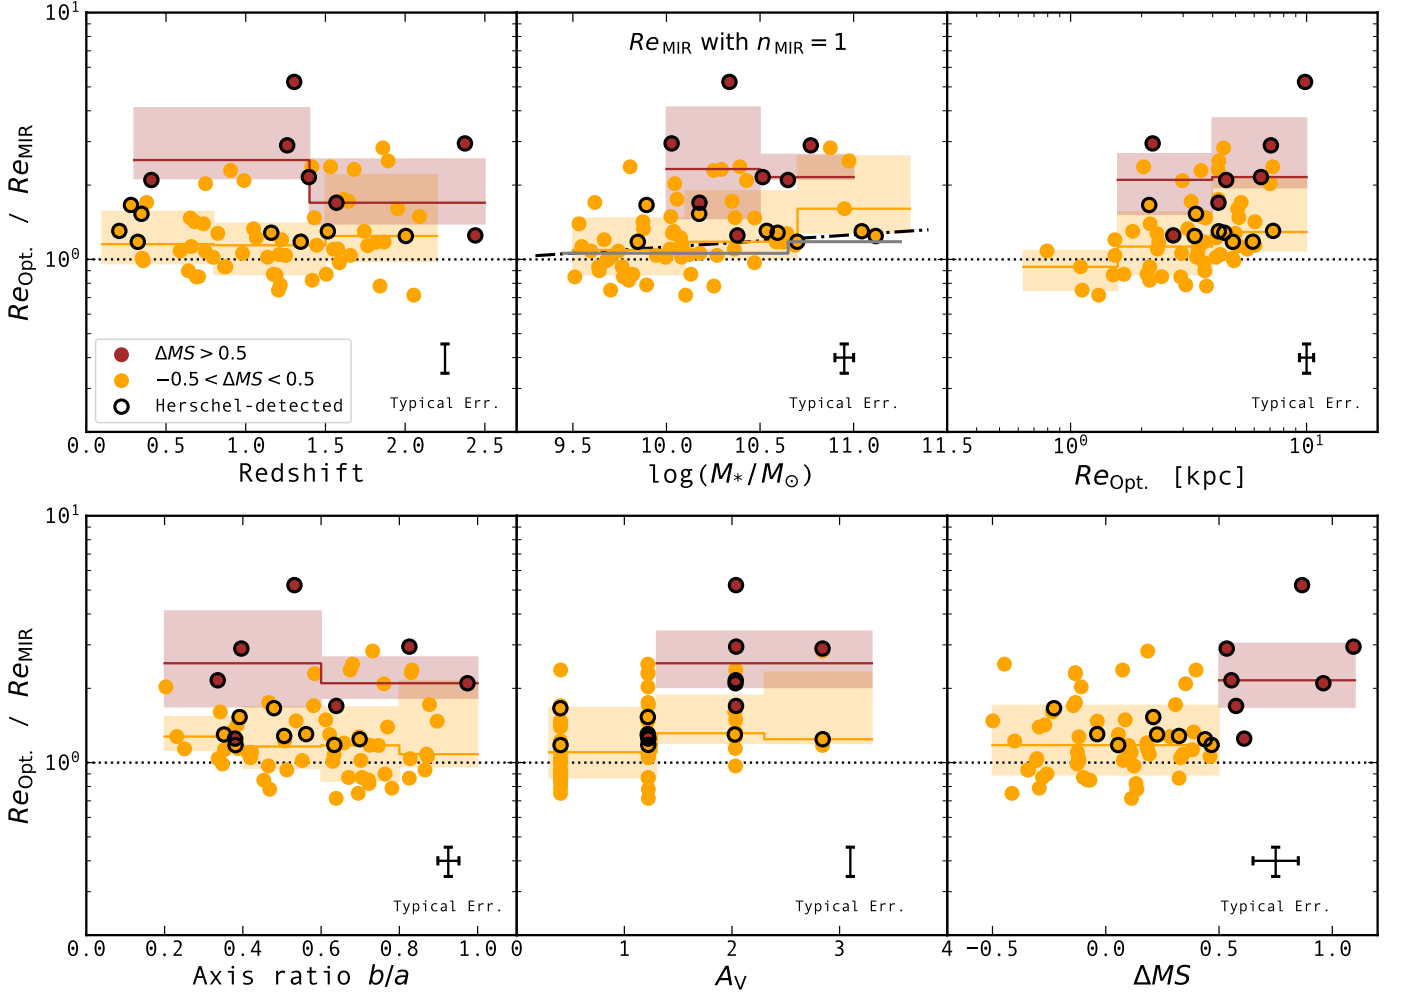 10¹
Re_MIR with n_MIR = 1
Re_Opt. / Re_MIR
10⁰
ΔMS > 0.5
−0.5 < ΔMS < 0.5
Herschel-detected
Typical Err.
Typical Err.
Typical Err.
0.0 0.5 1.0 1.5 2.0 2.5
9.5 10.0 10.5 11.0 11.5
10⁰ 10¹
Redshift
log(M_*/M_⊙)
Re_Opt. [kpc]
10¹
Re_Opt. / Re_MIR
10⁰
Typical Err.
Typical Err.
Typical Err.
0.0 0.2 0.4 0.6 0.8 1.0
0 1 2 3 4
−0.5 0.0 0.5 1.0
Axis ratio b/a
A_V
ΔMS